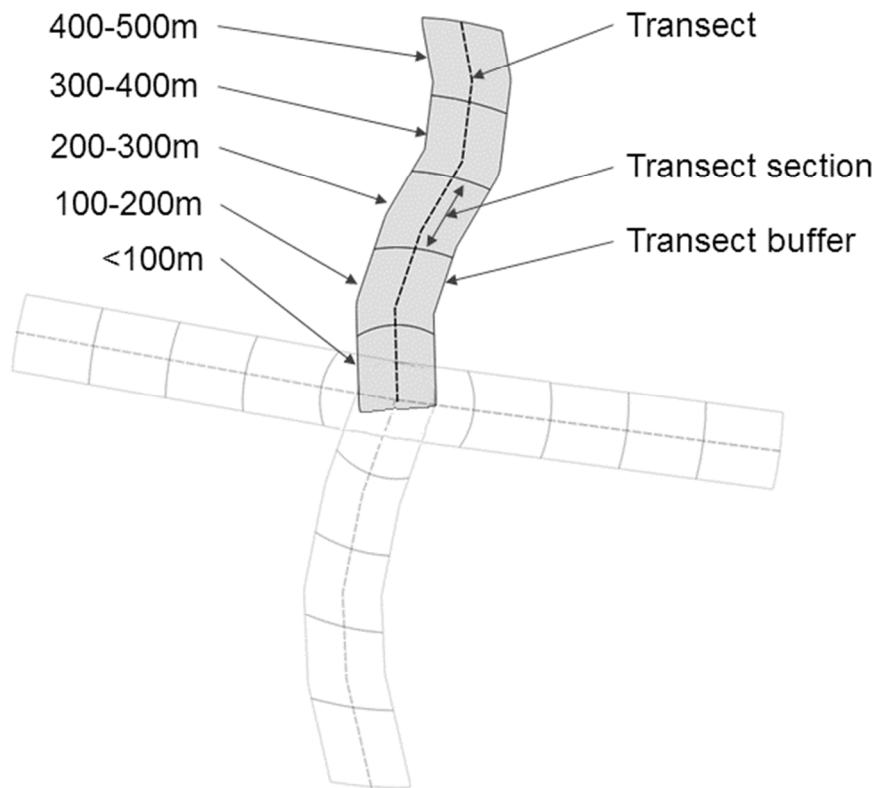 400-500m
300-400m
200-300m
100-200m
<100m
Transect
Transect section
Transect buffer